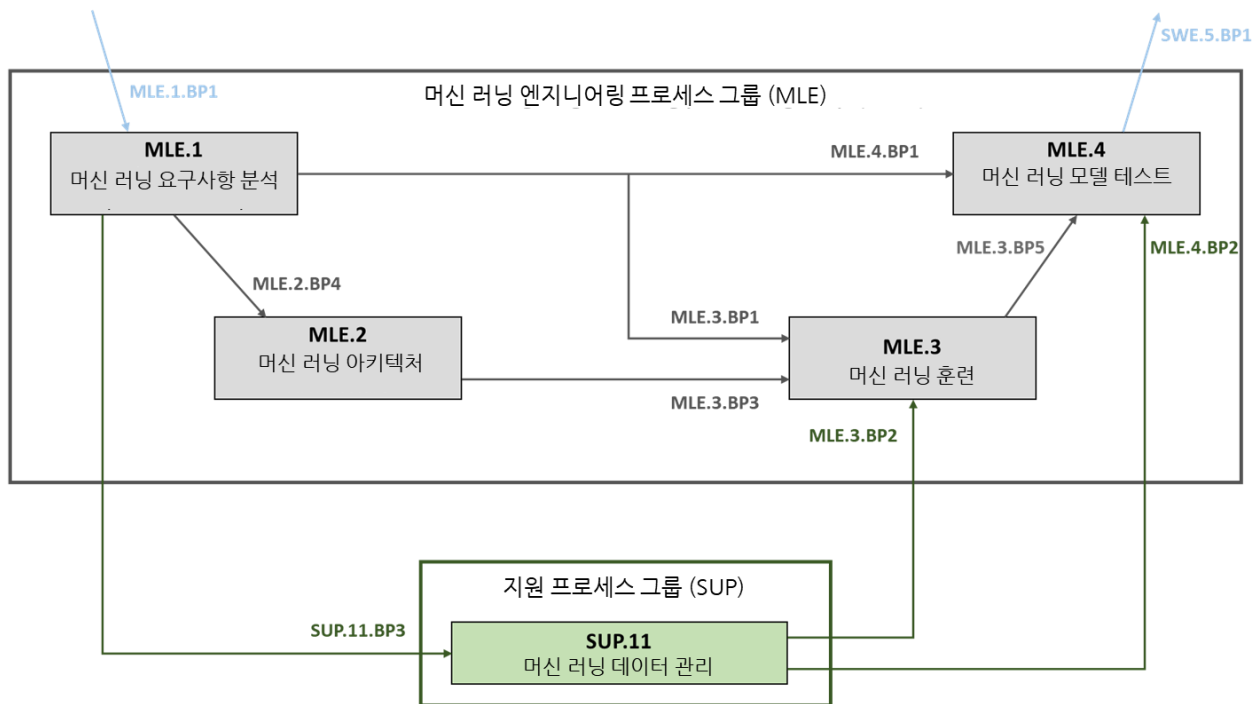 SWE.5.BP1
MLE.1.BP1
머신 러닝 엔지니어링 프로세스 그룹 (MLE)
MLE.1
머신 러닝 요구사항 분석
MLE.4.BP1
MLE.4
머신 러닝 모델 테스트
MLE.2.BP4
MLE.3.BP5
MLE.4.BP2
MLE.2
머신 러닝 아키텍처
MLE.3.BP1
MLE.3
머신 러닝 훈련
MLE.3.BP3
MLE.3.BP2
지원 프로세스 그룹 (SUP)
SUP.11.BP3
SUP.11
머신 러닝 데이터 관리